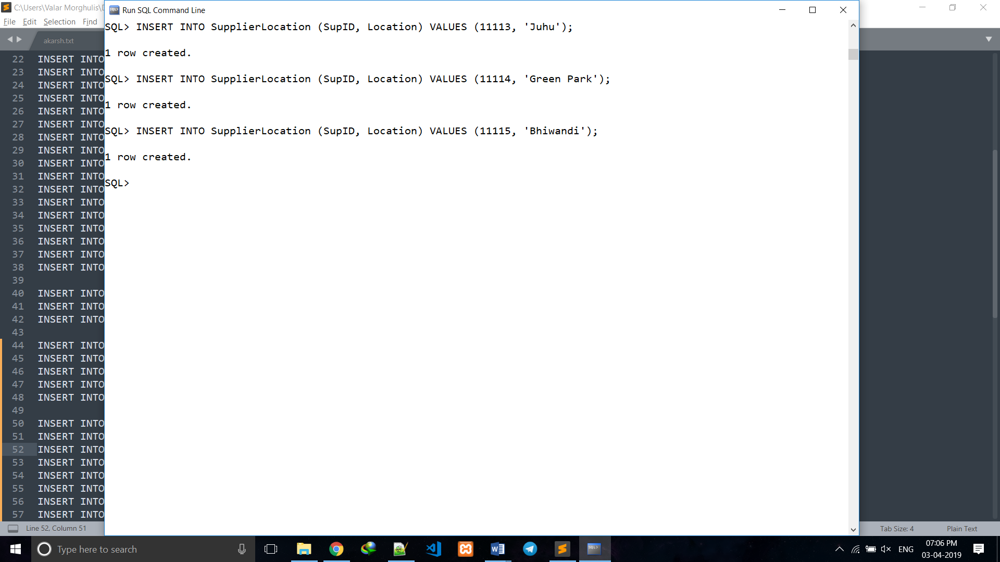 C:\Users\Valar Morghulis\
Run SQL Command Line
File Edit Selection Find
akarsh.txt
SQL> INSERT INTO SupplierLocation (SupID, Location) VALUES (11113, 'Juhu');
1 row created.
SQL> INSERT INTO SupplierLocation (SupID, Location) VALUES (11114, 'Green Park');
1 row created.
SQL> INSERT INTO SupplierLocation (SupID, Location) VALUES (11115, 'Bhiwandi');
1 row created.
SQL>
22 INSERT INTO
23 INSERT INTO
24 INSERT INTO
25 INSERT INTO
26 INSERT INTO
27 INSERT INTO
28 INSERT INTO
29 INSERT INTO
30 INSERT INTO
31 INSERT INTO
32 INSERT INTO
33 INSERT INTO
34 INSERT INTO
35 INSERT INTO
36 INSERT INTO
37 INSERT INTO
38 INSERT INTO
39
40 INSERT INTO
41 INSERT INTO
42 INSERT INTO
43
44 INSERT INTO
45 INSERT INTO
46 INSERT INTO
47 INSERT INTO
48 INSERT INTO
49
50 INSERT INTO
51 INSERT INTO
52 INSERT INTO
53 INSERT INTO
54 INSERT INTO
55 INSERT INTO
56 INSERT INTO
57 INSERT INTO
Line 52, Column 51
Tab Size: 4
Plain Text
Type here to search
SQL>
ENG
07:06 PM
03-04-2019